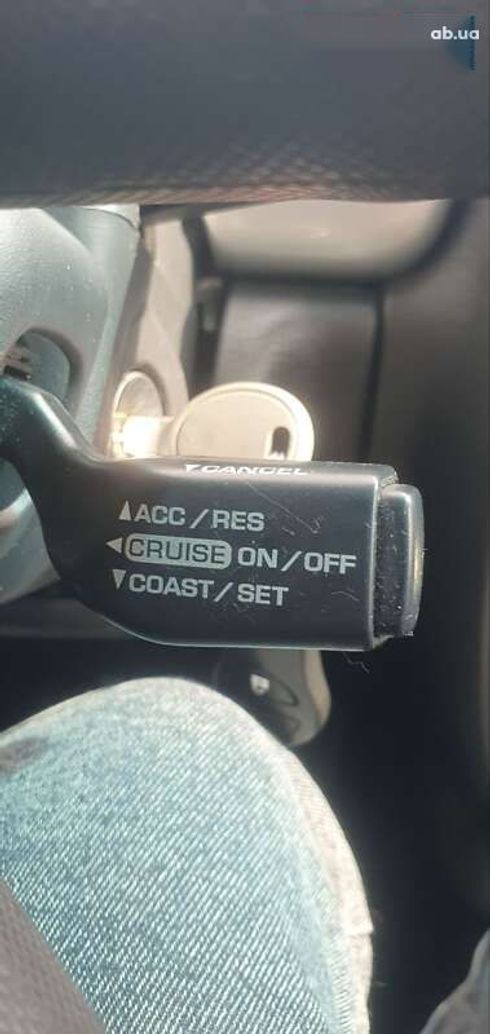 ab.ua
▼CANCEL
▲ACC/RES
◀CRUISE ON/OFF
▼COAST/SET